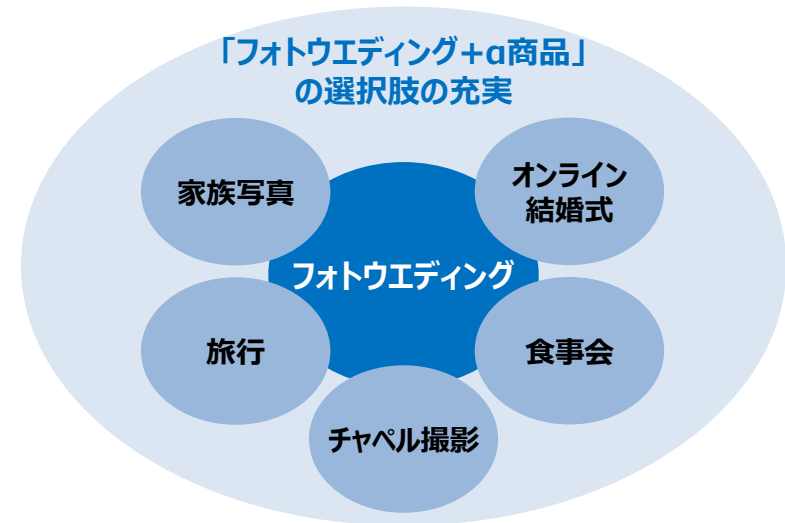 「フォトウエディング+α商品」
の選択肢の充実
家族写真
オンライン
結婚式
フォトウエディング
旅行
食事会
チャペル撮影